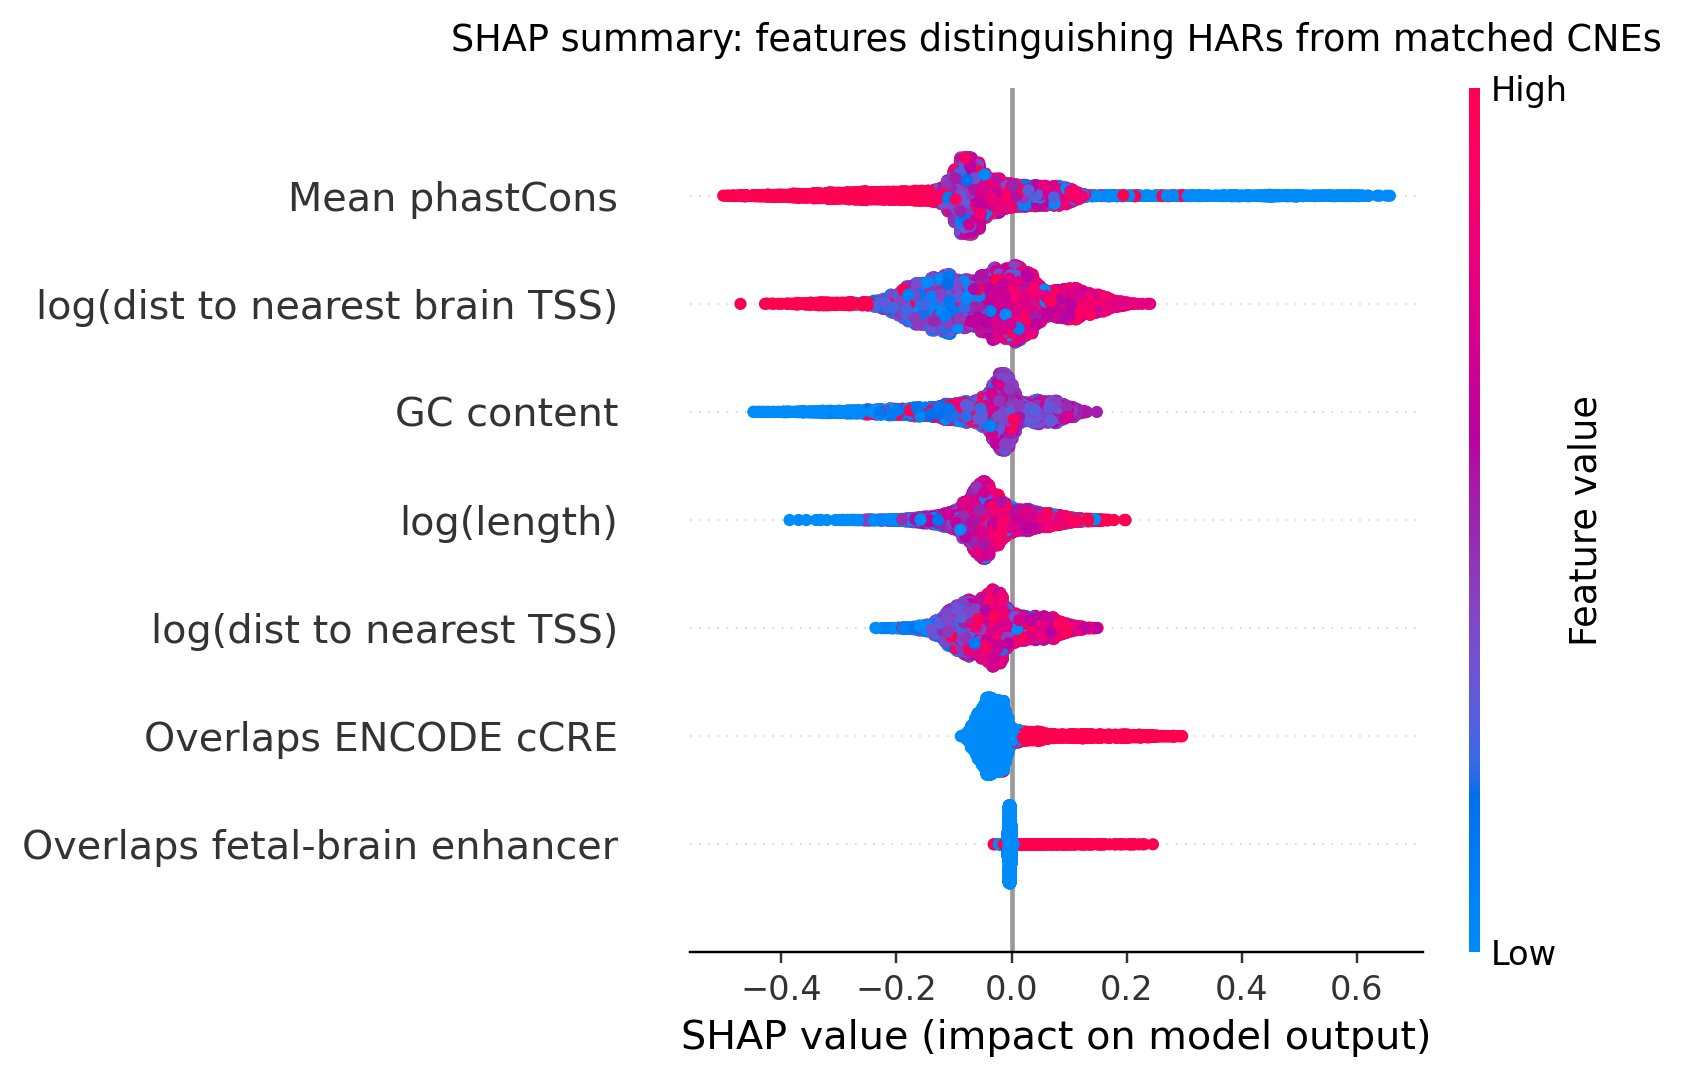 SHAP summary: features distinguishing HARs from matched CNEs
High
Mean phastCons
log(dist to nearest brain TSS)
GC content
log(length)
log(dist to nearest TSS)
Overlaps ENCODE cCRE
Overlaps fetal-brain enhancer
Feature value
Low
−0.4 −0.2 0.0 0.2 0.4 0.6
SHAP value (impact on model output)